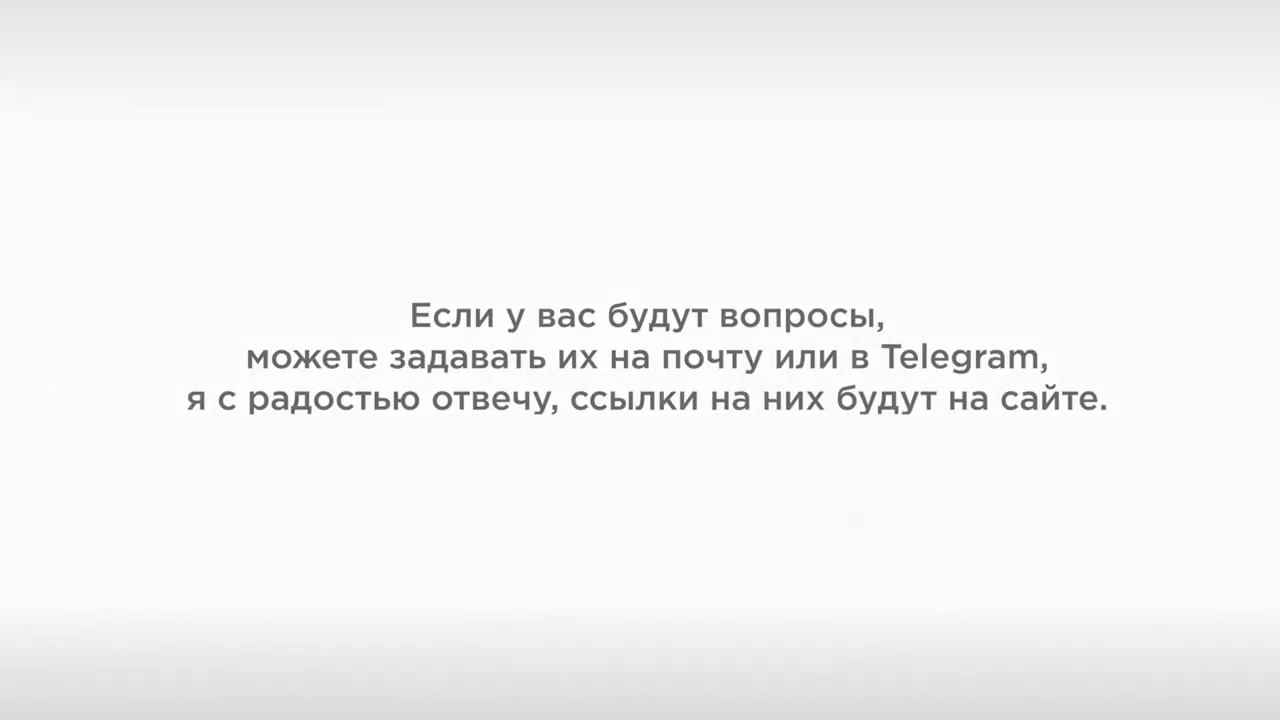 Если у вас будут вопросы,
можете задавать их на почту или в Telegram,
я с радостью отвечу, ссылки на них будут на сайте.